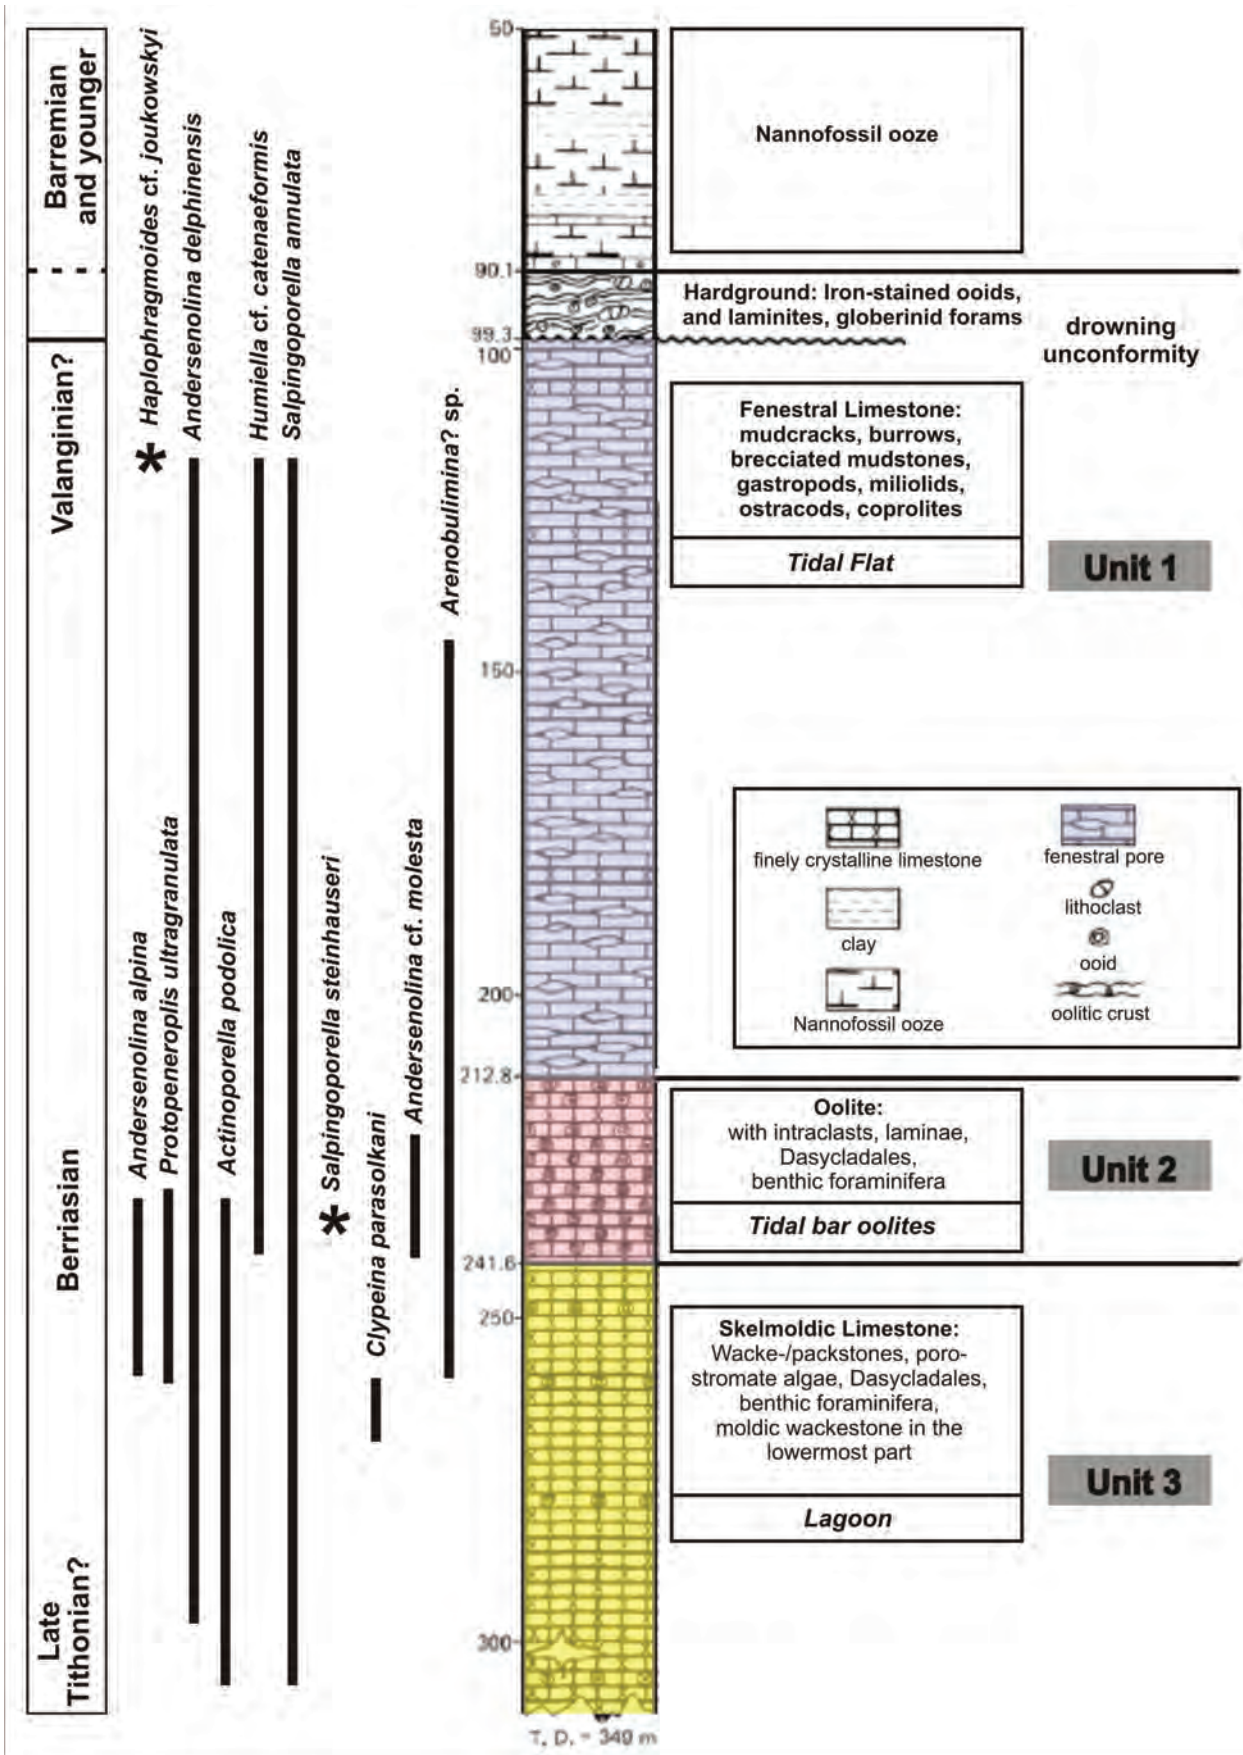 Barremian
and younger
Valanginian?
Berriasian
Late
Tithonian?
Haplophragmoides cf. joukowskyi
Andersenolina delphinensis
Humiella cf. catenaeformis
Salpingoporella annulata
Arenobulimina? sp.
Andersenolina alpina
Protopeneroplis ultragranulata
Actinoporella podolica
Salpingoporella steinhauseri
Clypeina parasolkani
Andersenolina cf. molesta
*
*
50
90.1
99.3
100
150
200
212.8
241.6
250
300
T. D. = 340 m
Nannofossil ooze
Hardground: Iron-stained ooids,
and laminites, globerinid forams
drowning
unconformity
Fenestral Limestone:
mudcracks, burrows,
brecciated mudstones,
gastropods, miliolids,
ostracods, coprolites
Tidal Flat
Unit 1
finely crystalline limestone
fenestral pore
lithoclast
clay
ooid
Nannofossil ooze
oolitic crust
Oolite:
with intraclasts, laminae,
Dasycladales,
benthic foraminifera
Tidal bar oolites
Unit 2
Skelmoldic Limestone:
Wacke-/packstones, poro-
stromate algae, Dasycladales,
benthic foraminifera,
moldic wackestone in the
lowermost part
Lagoon
Unit 3